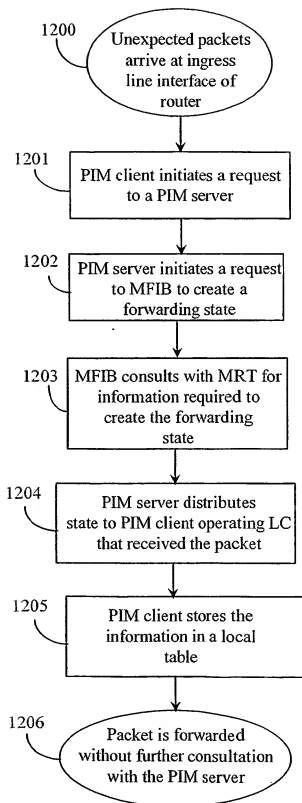 1200
Unexpected packets
arrive at ingress
line interface of
router
1201
PIM client initiates a request
to a PIM server
1202
PIM server initiates a request
to MFIB to create a
forwarding state
1203
MFIB consults with MRT for
information required to
create the forwarding
state
1204
PIM server distributes
state to PIM client operating LC
that received the packet
1205
PIM client stores the
information in a local
table
1206
Packet is forwarded
without further consultation
with the PIM server